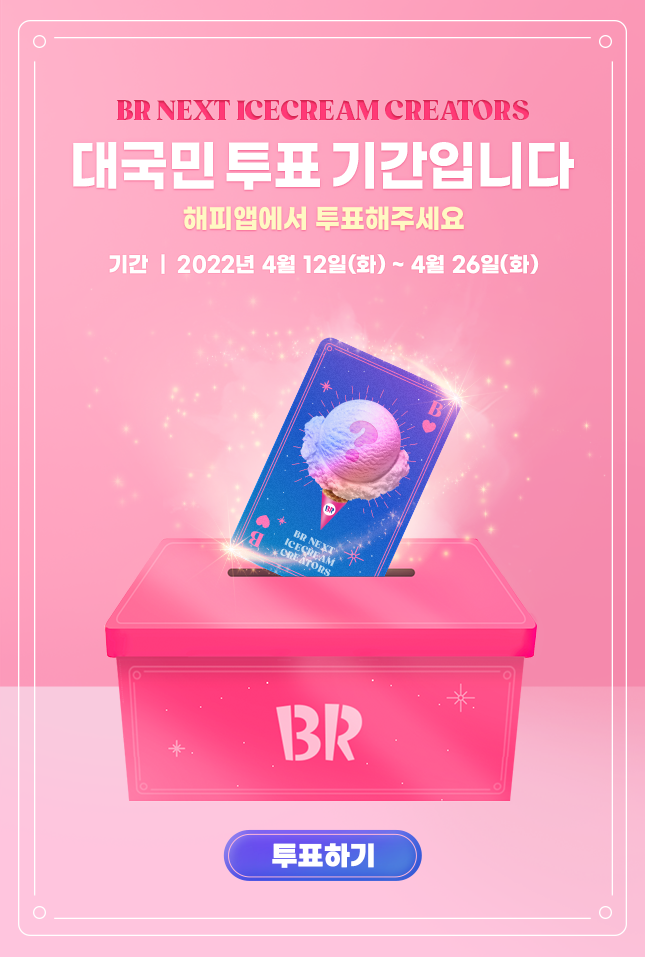 BR NEXT ICECREAM CREATORS
대국민 투표 기간입니다
해피앱에서 투표해주세요
기간 | 2022년 4월 12일(화) ~ 4월 26일(화)
B
?
BR
B
BR NEXT
ICECREAM
CREATORS
BR
투표하기